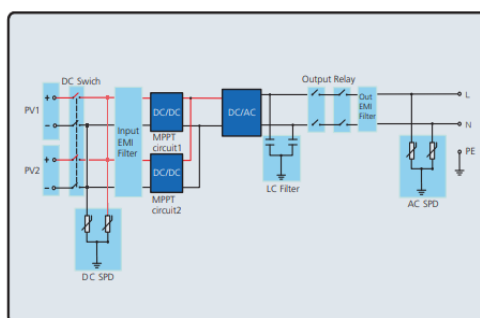 DC Swich
Output Relay
PV1
+
−
PV2
+
−
Input
EMI
Filter
DC/DC
MPPT
circuit1
DC/DC
MPPT
circuit2
DC/AC
LC Filter
Out
EMI
Filter
L
N
PE
DC SPD
AC SPD